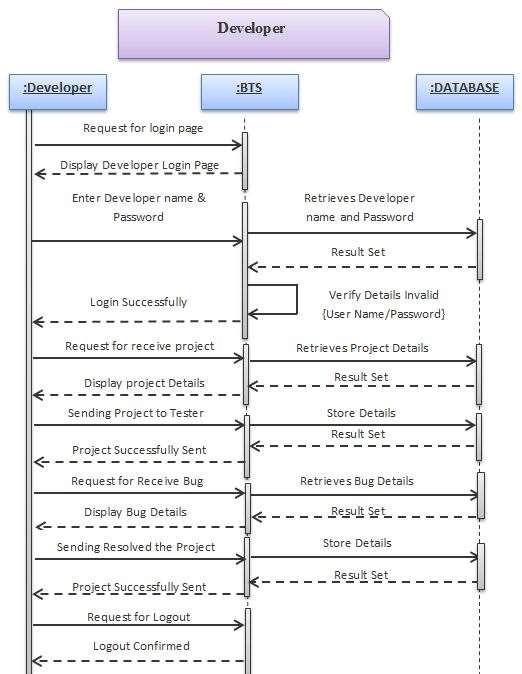 Developer
:Developer
:BTS
:DATABASE
Request for login page
Display Developer Login Page
Enter Developer name &
Password
Retrieves Developer
name and Password
Result Set
Verify Details Invalid
{User Name/Password}
Login Successfully
Request for receive project
Retrieves Project Details
Result Set
Display project Details
Sending Project to Tester
Store Details
Result Set
Project Successfully Sent
Request for Receive Bug
Retrieves Bug Details
Result Set
Display Bug Details
Sending Resolved the Project
Store Details
Result Set
Project Successfully Sent
Request for Logout
Logout Confirmed